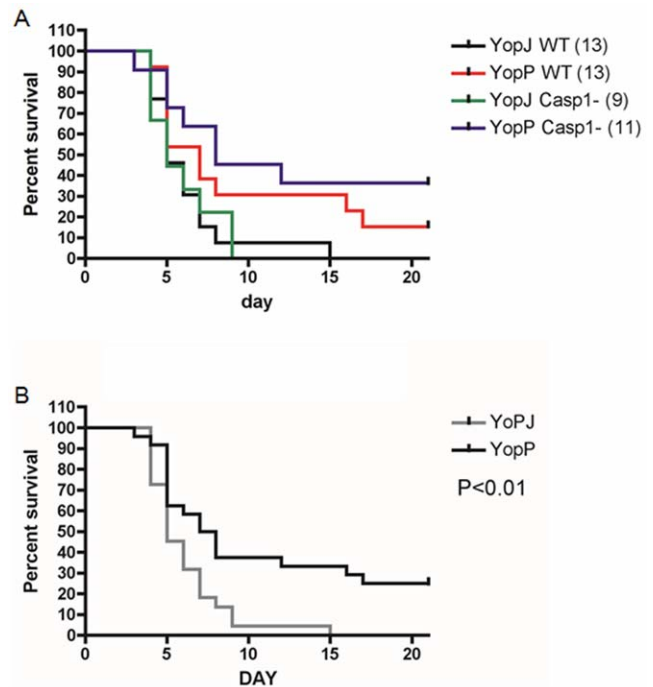 A
110
100
90
80
70
60
50
40
30
20
10
0
Percent survival
0 5 10 15 20
day
YopJ WT (13)
YopP WT (13)
YopJ Casp1- (9)
YopP Casp1- (11)
B
110
100
90
80
70
60
50
40
30
20
10
0
Percent survival
0 5 10 15 20
DAY
YoPJ
YopP
P<0.01